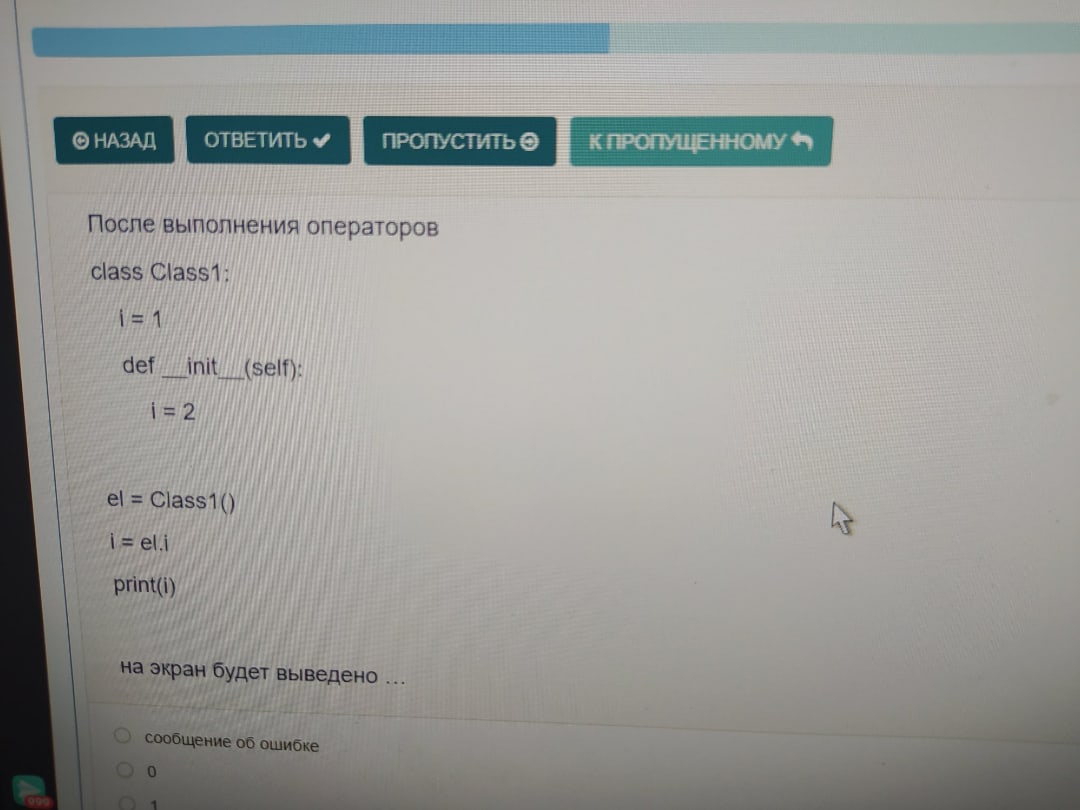 НАЗАД
ОТВЕТИТЬ
ПРОПУСТИТЬ
К ПРОПУЩЕННОМУ
После выполнения операторов
class Class1:
i = 1
def __init__(self):
i = 2
el = Class1()
i = el.i
print(i)
на экран будет выведено ...
сообщение об ошибке
0
1
999